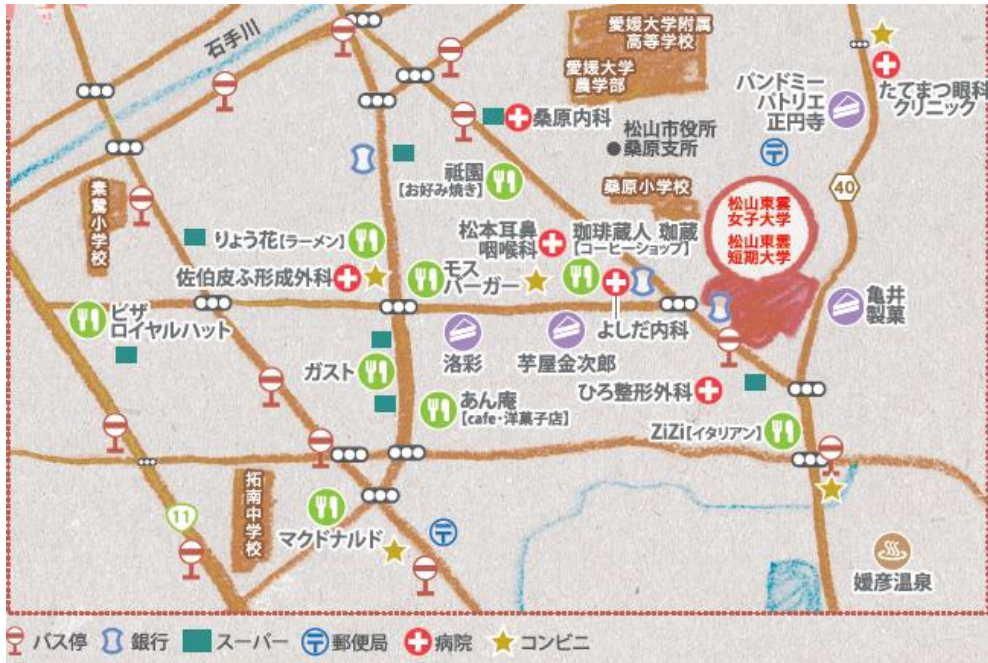 愛媛大学附属
高等学校
石手川
愛媛大学
農学部
バンドミー
パトリエ
正円寺
たてまつ眼科
クリニック
桑原内科
松山市役所
桑原支所
祗園
【お好み焼き】
桑原小学校
40
素鵞小学校
松山東雲
女子大学
松山東雲
短期大学
りょう花【ラーメン】
松本耳鼻
咽喉科
珈琲蔵人 珈蔵
【コーヒーショップ】
佐伯皮ふ形成外科
モス
バーガー
ピザ
ロイヤルハット
洛彩
芋屋金次郎
よしだ内科
亀井
製菓
ガスト
ひろ整形外科
あん庵
【cafe・洋菓子店】
ZiZi【イタリアン】
拓南中学校
11
マクドナルド
媛彦温泉
バス停
銀行
スーパー
郵便局
病院
コンビニ